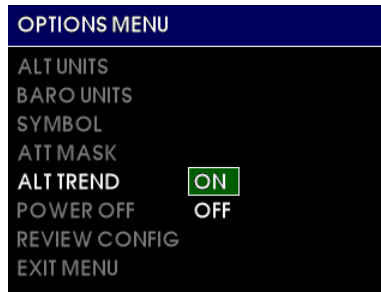 OPTIONS MENU
ALT UNITS
BARO UNITS
SYMBOL
ATT MASK
ALT TREND ON
POWER OFF OFF
REVIEW CONFIG
EXIT MENU